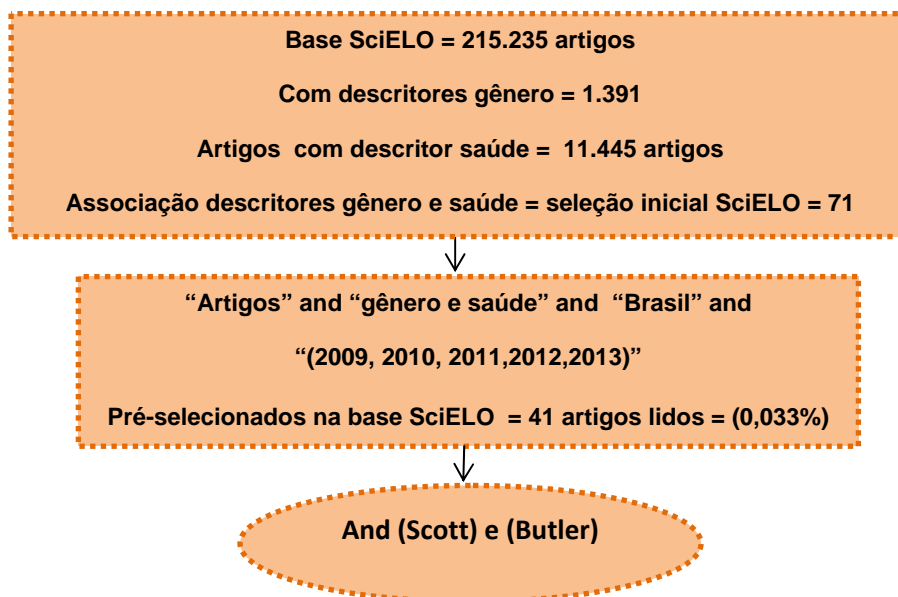 Base SciELO = 215.235 artigos
Com descritores gênero = 1.391
Artigos com descritor saúde = 11.445 artigos
Associação descritores gênero e saúde = seleção inicial SciELO = 71
“Artigos” and “gênero e saúde” and “Brasil” and
“(2009, 2010, 2011,2012,2013)”
Pré-selecionados na base SciELO = 41 artigos lidos = (0,033%)
And (Scott) e (Butler)